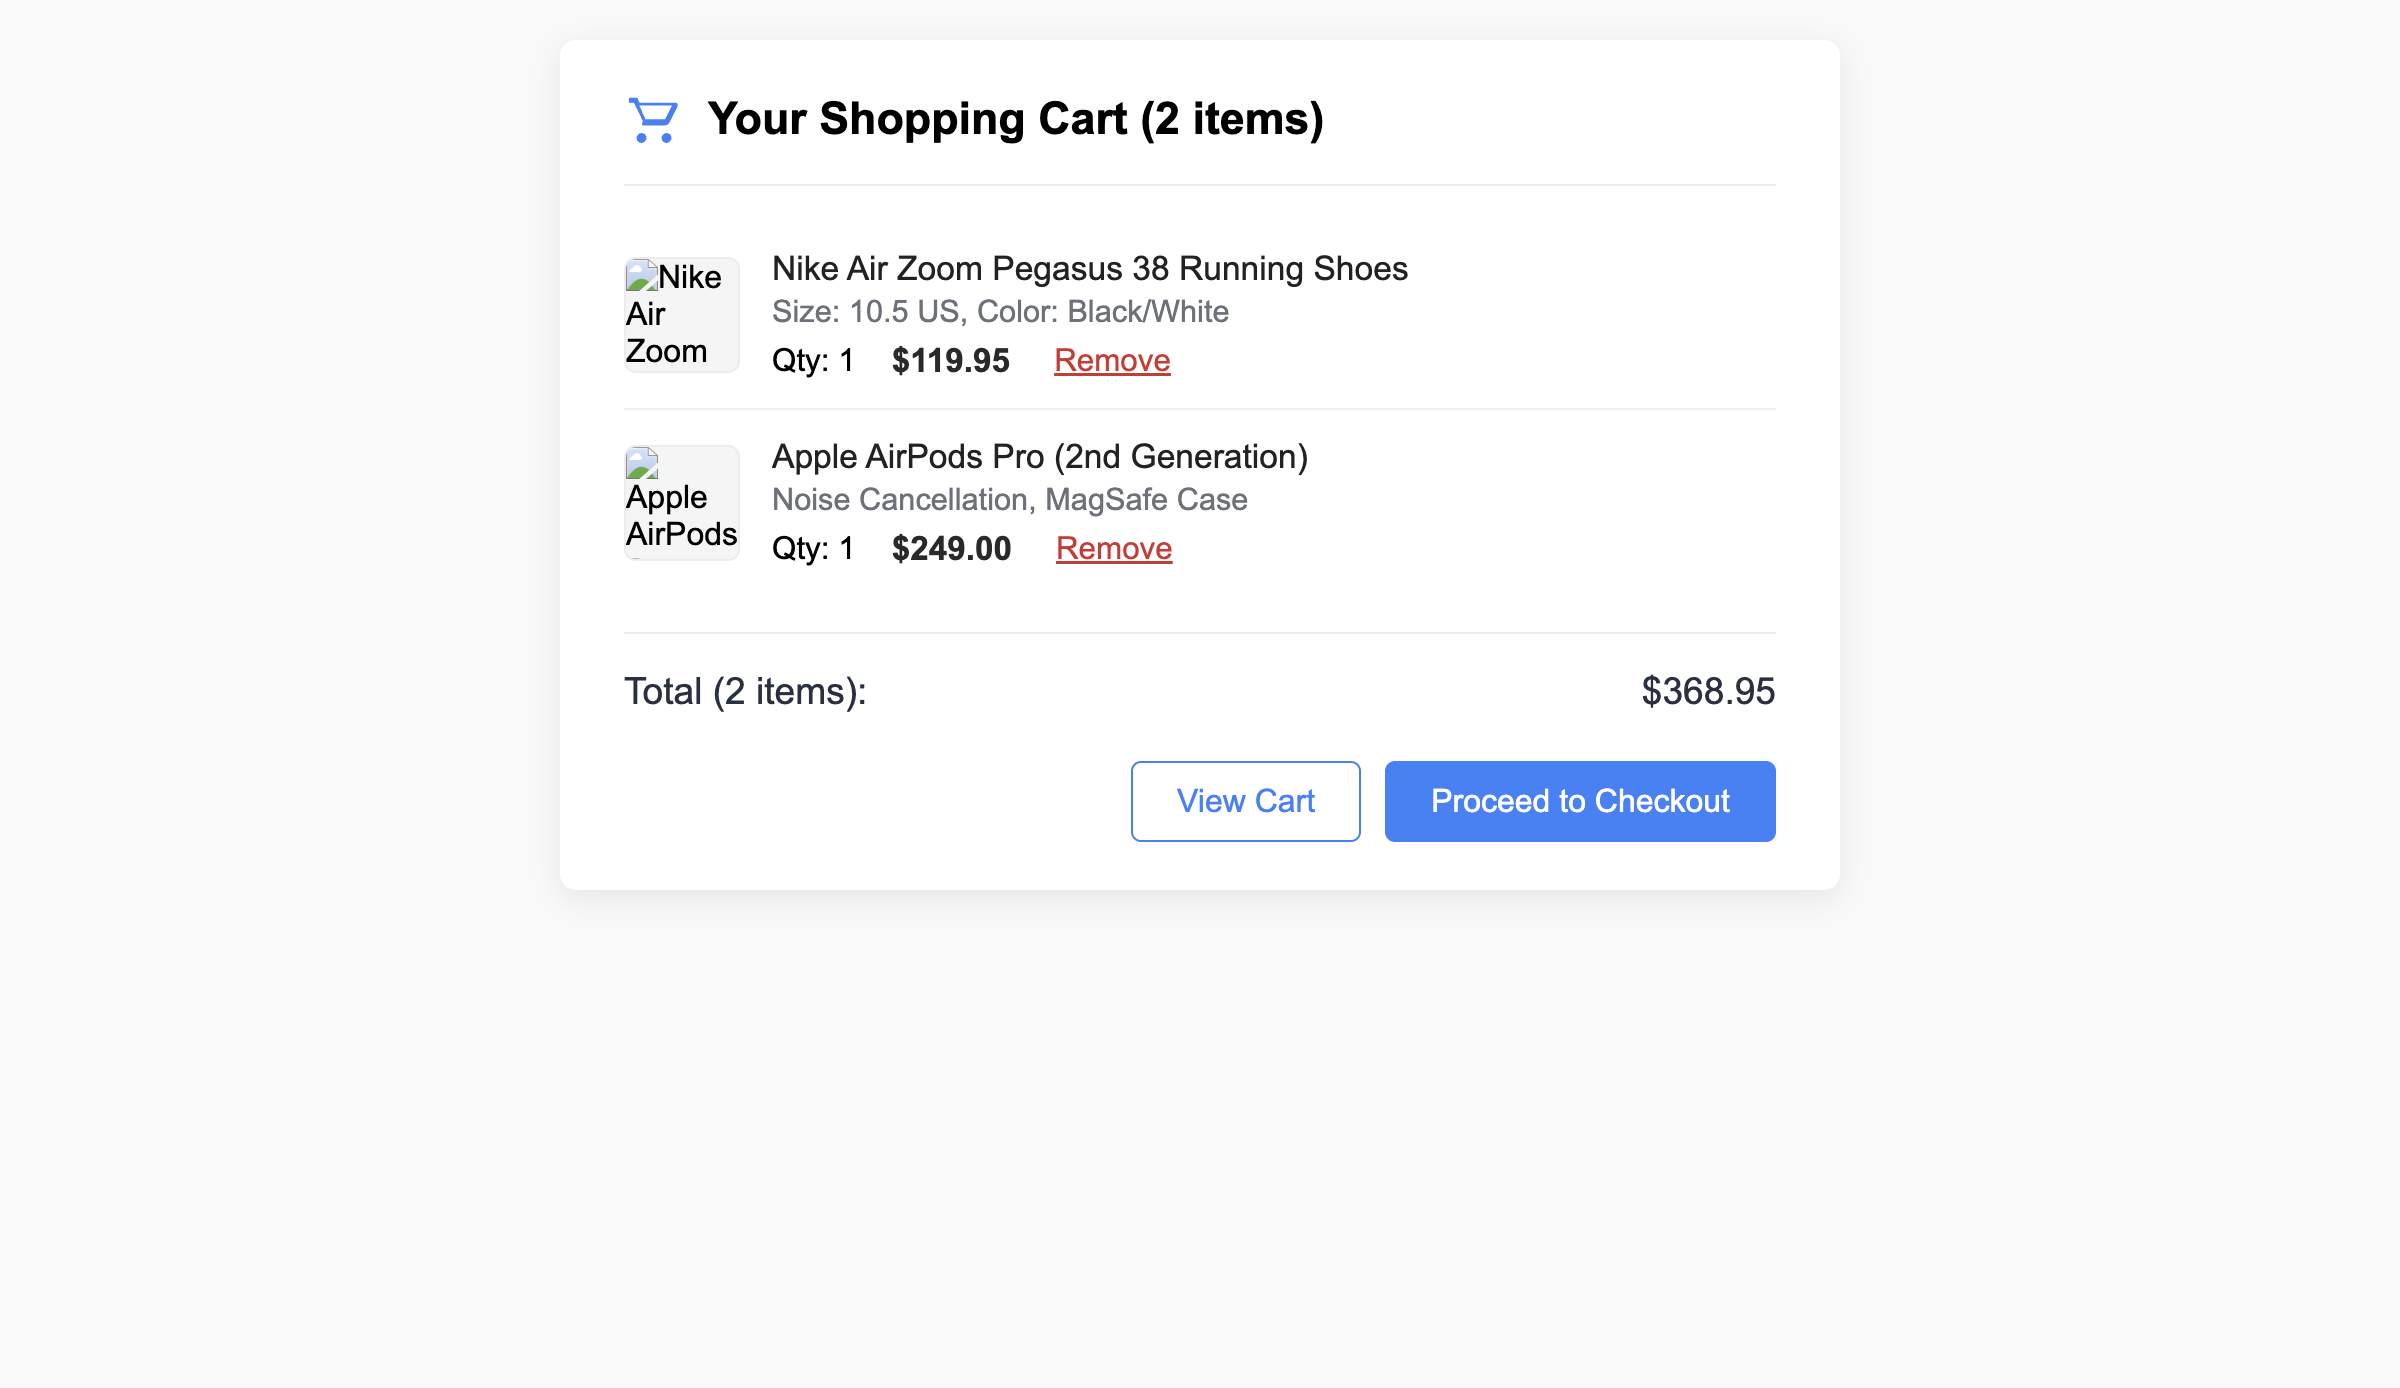 Your Shopping Cart (2 items)
Nike
Air
Zoom
Nike Air Zoom Pegasus 38 Running Shoes
Size: 10.5 US, Color: Black/White
Qty: 1 $119.95 Remove
Apple
AirPods
Apple AirPods Pro (2nd Generation)
Noise Cancellation, MagSafe Case
Qty: 1 $249.00 Remove
Total (2 items): $368.95
View Cart Proceed to Checkout